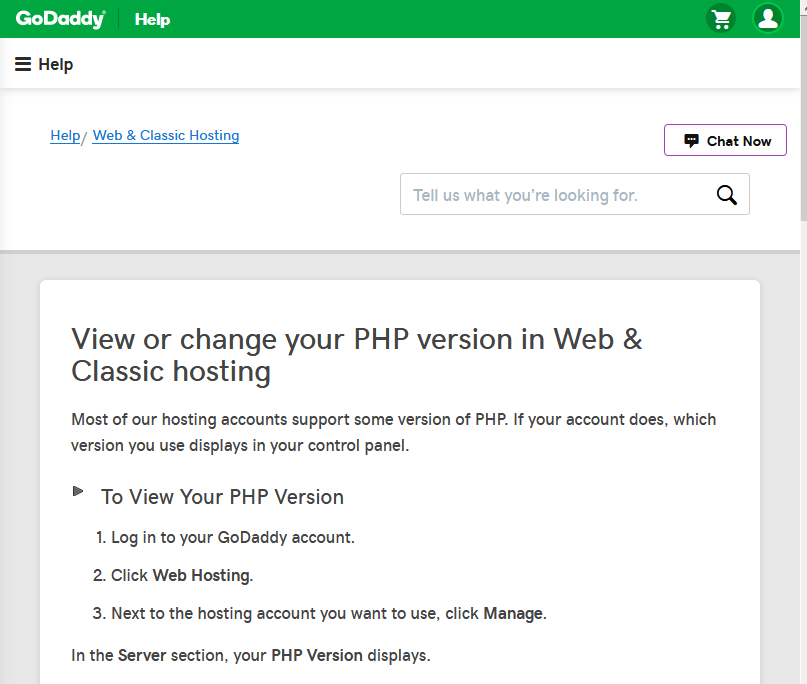 GoDaddy Help
Help
Help/ Web & Classic Hosting
Chat Now
Tell us what you're looking for.
View or change your PHP version in Web &
Classic hosting
Most of our hosting accounts support some version of PHP. If your account does, which
version you use displays in your control panel.
To View Your PHP Version
1. Log in to your GoDaddy account.
2. Click Web Hosting.
3. Next to the hosting account you want to use, click Manage.
In the Server section, your PHP Version displays.